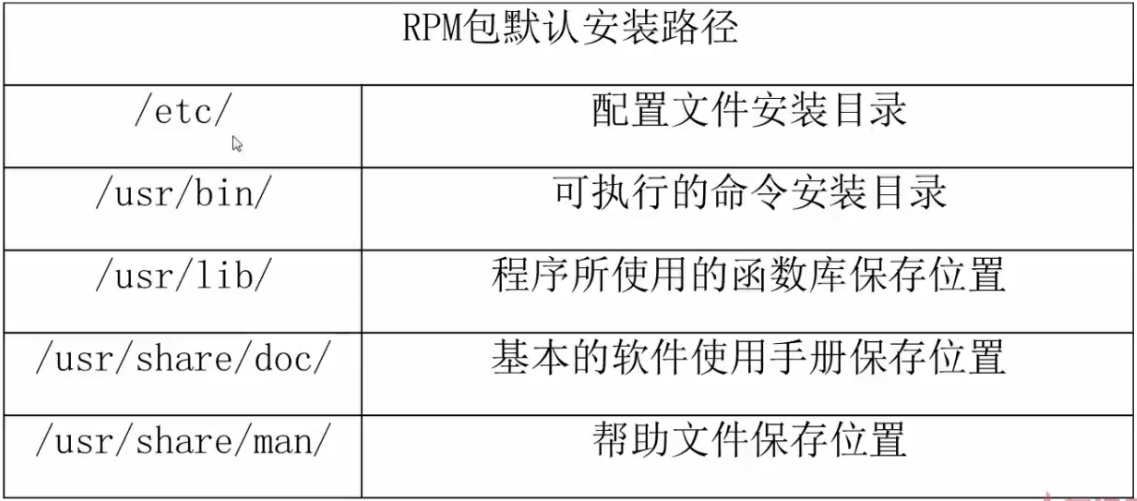 RPM包默认安装路径
/etc/ 配置文件安装目录
/usr/bin/ 可执行的命令安装目录
/usr/lib/ 程序所使用的函数库保存位置
/usr/share/doc/ 基本的软件使用手册保存位置
/usr/share/man/ 帮助文件保存位置